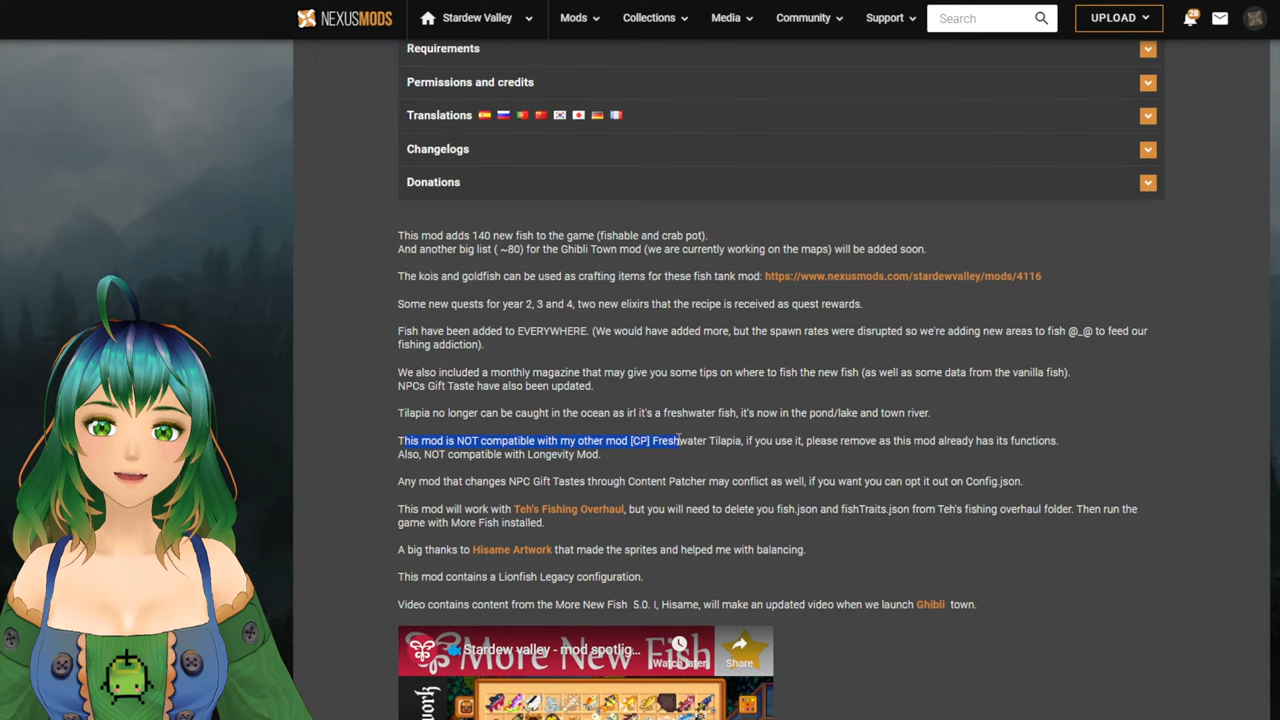 NEXUSMODS Stardew Valley Mods Collections Media Community Support Search UPLOAD 28
Requirements
Permissions and credits
Translations
Changelogs
Donations
This mod adds 140 new fish to the game (fishable and crab pot).
And another big list ( ~80) for the Ghibli Town mod (we are currently working on the maps) will be added soon.
The kois and goldfish can be used as crafting items for these fish tank mod: https://www.nexusmods.com/stardewvalley/mods/4116
Some new quests for year 2, 3 and 4, two new elixirs that the recipe is received as quest rewards.
Fish have been added to EVERYWHERE. (We would have added more, but the spawn rates were disrupted so we're adding new areas to fish @_@ to feed our
fishing addiction).
We also included a monthly magazine that may give you some tips on where to fish the new fish (as well as some data from the vanilla fish).
NPCs Gift Taste have also been updated.
Tilapia no longer can be caught in the ocean as irl it's a freshwater fish, it's now in the pond/lake and town river.
This mod is NOT compatible with my other mod [CP] Freshwater Tilapia, if you use it, please remove as this mod already has its functions.
Also, NOT compatible with Longevity Mod.
Any mod that changes NPC Gift Tastes through Content Patcher may conflict as well, if you want you can opt it out on Config.json.
This mod will work with Teh's Fishing Overhaul, but you will need to delete you fish.json and fishTraits.json from Teh's fishing overhaul folder. Then run the
game with More Fish installed.
A big thanks to Hisame Artwork that made the sprites and helped me with balancing.
This mod contains a Lionfish Legacy configuration.
Video contains content from the More New Fish 5.0. I, Hisame, will make an updated video when we launch Ghibli town.
Stardew valley - mod spotlig...
Watch later
Share
More New Fish